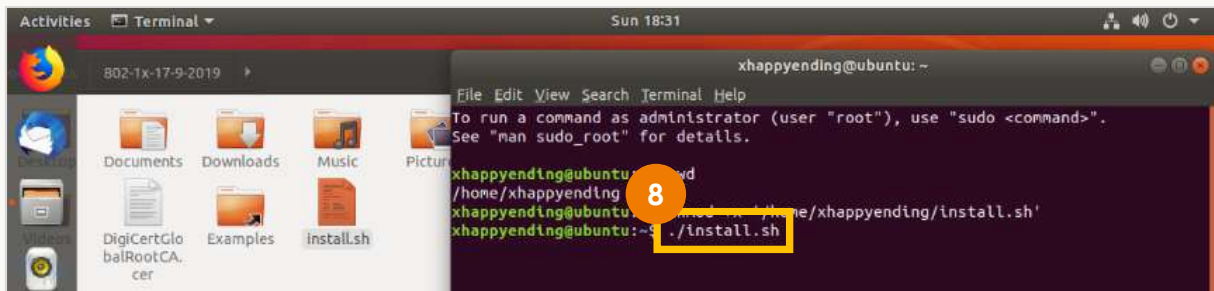 Activities Terminal Sun 18:31
802-1x-17-9-2019
xhappyending@ubuntu: ~
File Edit View Search Terminal Help
To run a command as administrator (user "root"), use "sudo <command>".
See "man sudo_root" for details.
xhappyending@ubuntu
/home/xhappyending
8
xhappyending@ubuntu: '/home/xhappyending/install.sh'
xhappyending@ubuntu:~$ ./install.sh
Desktop
Documents
Downloads
Music
Pictur
Videos
DigiCertGlo
balRootCA.
cer
Examples
install.sh